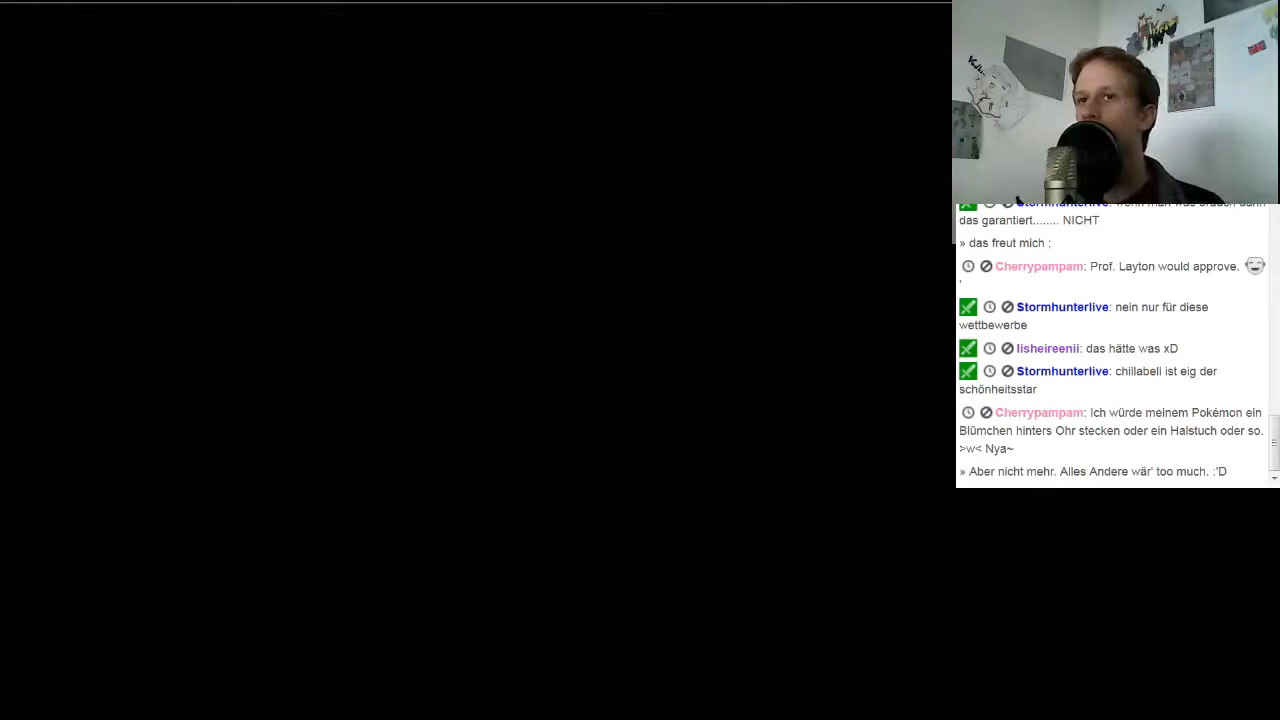 das garantiert........ NICHT
» das freut mich :
Cherrypampam: Prof. Layton would approve.
'
Stormhunterlive: nein nur für diese
wettbewerbe
lisheireenii: das hätte was xD
Stormhunterlive: chillabell ist eig der
schönheitsstar
Cherrypampam: Ich würde meinem Pokémon ein
Blümchen hinters Ohr stecken oder ein Halstuch oder so.
>w< Nya~
» Aber nicht mehr. Alles Andere wär' too much. :'D